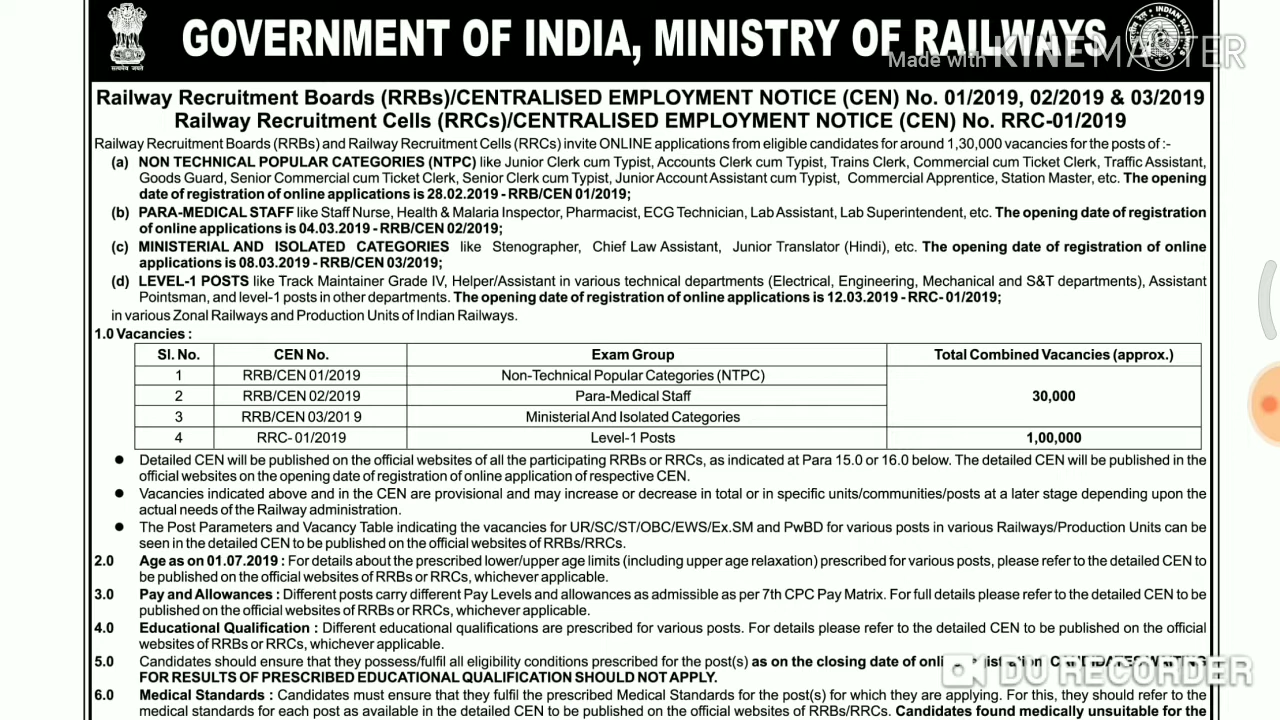 GOVERNMENT OF INDIA, MINISTRY OF RAILWAYS
Made with KINEMASTER
Railway Recruitment Boards (RRBs)/CENTRALISED EMPLOYMENT NOTICE (CEN) No. 01/2019, 02/2019 & 03/2019
Railway Recruitment Cells (RRCs)/CENTRALISED EMPLOYMENT NOTICE (CEN) No. RRC-01/2019
Railway Recruitment Boards (RRBs) and Railway Recruitment Cells (RRCs) invite ONLINE applications from eligible candidates for around 1,30,000 vacancies for the posts of :-
(a) NON TECHNICAL POPULAR CATEGORIES (NTPC) like Junior Clerk cum Typist, Accounts Clerk cum Typist, Trains Clerk, Commercial cum Ticket Clerk, Traffic Assistant,
Goods Guard, Senior Commercial cum Ticket Clerk, Senior Clerk cum Typist, Junior Account Assistant cum Typist, Commercial Apprentice, Station Master, etc. The opening
date of registration of online applications is 28.02.2019 - RRB/CEN 01/2019;
(b) PARA-MEDICAL STAFF like Staff Nurse, Health & Malaria Inspector, Pharmacist, ECG Technician, Lab Assistant, Lab Superintendent, etc. The opening date of registration
of online applications is 04.03.2019 - RRB/CEN 02/2019;
(c) MINISTERIAL AND ISOLATED CATEGORIES like Stenographer, Chief Law Assistant, Junior Translator (Hindi), etc. The opening date of registration of online
applications is 08.03.2019 - RRB/CEN 03/2019;
(d) LEVEL-1 POSTS like Track Maintainer Grade IV, Helper/Assistant in various technical departments (Electrical, Engineering, Mechanical and S&T departments), Assistant
Pointsman, and level-1 posts in other departments. The opening date of registration of online applications is 12.03.2019 - RRC- 01/2019;
in various Zonal Railways and Production Units of Indian Railways.
1.0 Vacancies :
Sl. No. CEN No. Exam Group Total Combined Vacancies (approx.)
1 RRB/CEN 01/2019 Non-Technical Popular Categories (NTPC)
2 RRB/CEN 02/2019 Para-Medical Staff 30,000
3 RRB/CEN 03/2019 Ministerial And Isolated Categories
4 RRC- 01/2019 Level-1 Posts 1,00,000
● Detailed CEN will be published on the official websites of all the participating RRBs or RRCs, as indicated at Para 15.0 or 16.0 below. The detailed CEN will be published in the
official websites on the opening date of registration of online application of respective CEN.
● Vacancies indicated above and in the CEN are provisional and may increase or decrease in total or in specific units/communities/posts at a later stage depending upon the
actual needs of the Railway administration.
● The Post Parameters and Vacancy Table indicating the vacancies for UR/SC/ST/OBC/EWS/Ex.SM and PwBD for various posts in various Railways/Production Units can be
seen in the detailed CEN to be published on the official websites of RRBs/RRCs.
2.0 Age as on 01.07.2019 : For details about the prescribed lower/upper age limits (including upper age relaxation) prescribed for various posts, please refer to the detailed CEN to
be published on the official websites of RRBs or RRCs, whichever applicable.
3.0 Pay and Allowances : Different posts carry different Pay Levels and allowances as admissible as per 7th CPC Pay Matrix. For full details please refer to the detailed CEN to be
published on the official websites of RRBs or RRCs, whichever applicable.
4.0 Educational Qualification : Different educational qualifications are prescribed for various posts. For details please refer to the detailed CEN to be published on the official
websites of RRBs or RRCs, whichever applicable.
5.0 Candidates should ensure that they possess/fulfil all eligibility conditions prescribed for the post(s) as on the closing date of online registration. CANDIDATES WAITING
FOR RESULTS OF PRESCRIBED EDUCATIONAL QUALIFICATION SHOULD NOT APPLY.
DU RECORDER
6.0 Medical Standards : Candidates must ensure that they fulfil the prescribed Medical Standards for the post(s) for which they are applying. For this, they should refer to the
medical standards for each post as available in the detailed CEN to be published on the official websites of RRBs/RRCs. Candidates found medically unsuitable for the